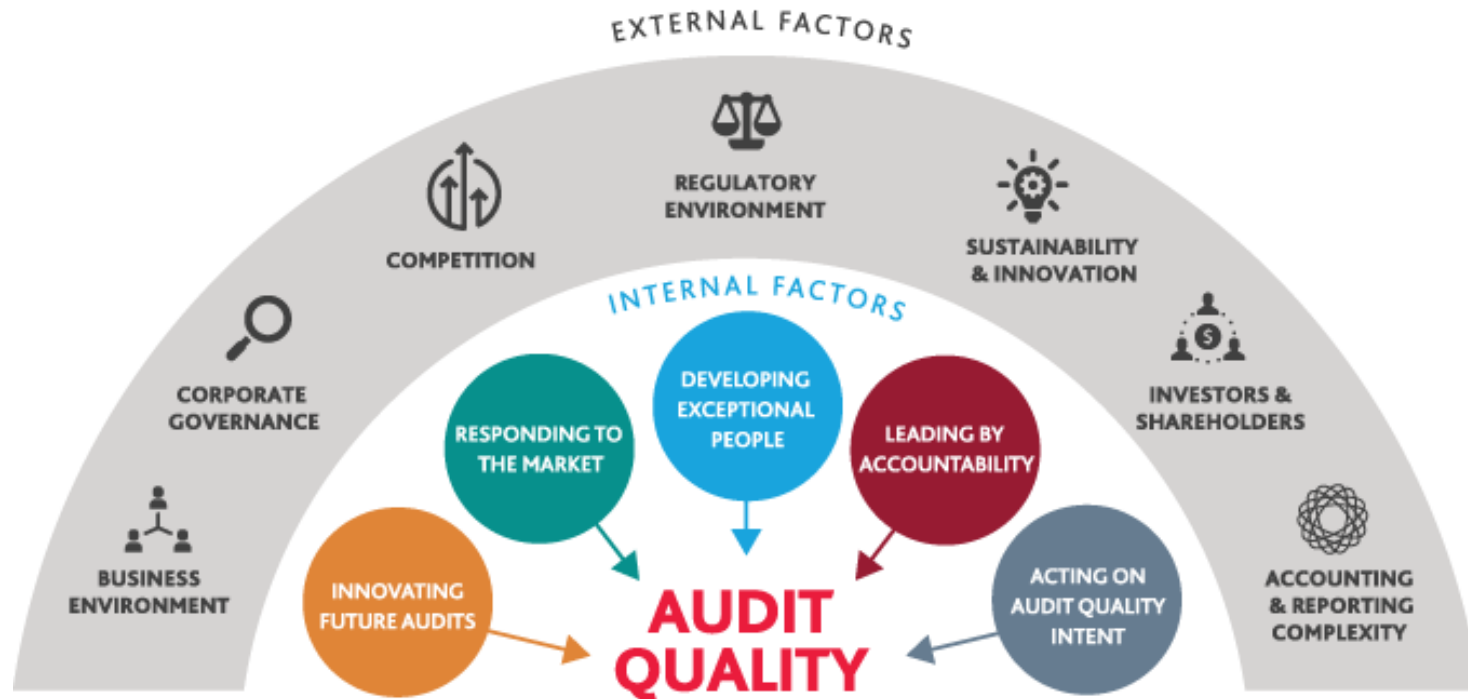 EXTERNAL FACTORS
BUSINESS
ENVIRONMENT
CORPORATE
GOVERNANCE
COMPETITION
REGULATORY
ENVIRONMENT
SUSTAINABILITY
& INNOVATION
INVESTORS &
SHAREHOLDERS
$
ACCOUNTING
& REPORTING
COMPLEXITY
INTERNAL FACTORS
INNOVATING
FUTURE AUDITS
RESPONDING TO
THE MARKET
DEVELOPING
EXCEPTIONAL
PEOPLE
LEADING BY
ACCOUNTABILITY
ACTING ON
AUDIT QUALITY
INTENT
AUDIT
QUALITY